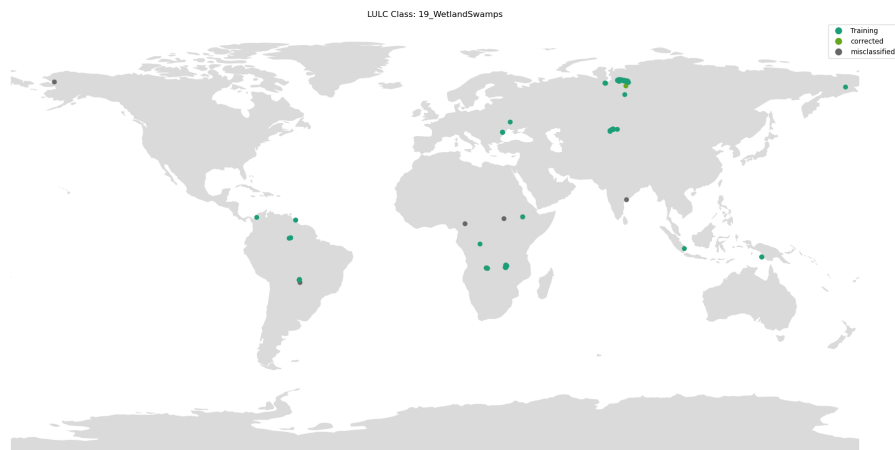 LULC Class: 19_WetlandSwamps
Training
corrected
misclassified